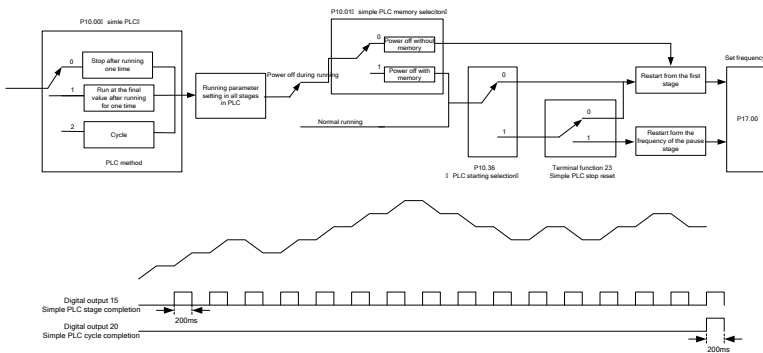 P10.00〖 simle PLC〗
0
Stop after running
one time
1
Run at the final
value after running
for one time
2
Cycle
PLC method
Running parameter
setting in all stages
in PLC
Power off during running
Normal running
P10.01〖 simple PLC memory seleciton〗
0
Power off without
memory
1
Power off with
memory
0
1
P10.36
〖 PLC starting selection〗
0
1
Terminal function 23
Simple PLC stop reset
Restart from the first
stage
Restart form the
frequency of the pause
stage
Set frequency
P17.00
Digital output 15
Simple PLC stage completion
200ms
Digital output 20
Simple PLC cycle completion
200ms